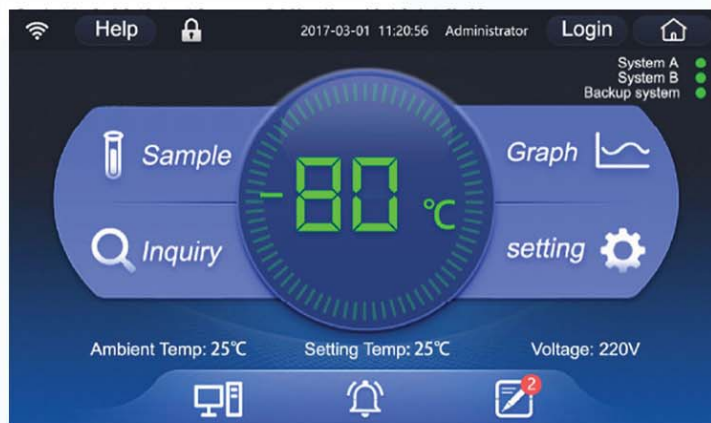 Help 2017-03-01 11:20:56 Administrator Login
System A
System B
Backup system
Sample
Graph
-80 °C
Inquiry
setting
Ambient Temp: 25℃ Setting Temp: 25℃ Voltage: 220V
2